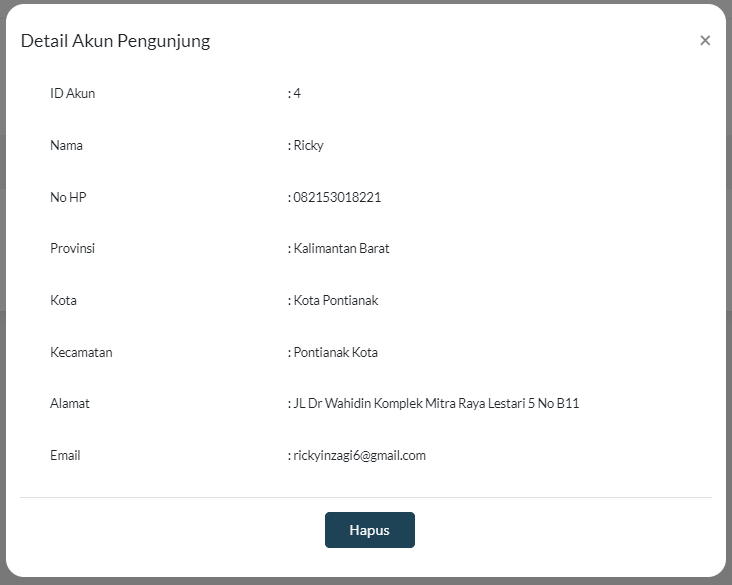 Detail Akun Pengunjung ×
ID Akun : 4
Nama : Ricky
No HP : 082153018221
Provinsi : Kalimantan Barat
Kota : Kota Pontianak
Kecamatan : Pontianak Kota
Alamat : JL Dr Wahidin Komplek Mitra Raya Lestari 5 No B11
Email : rickyinzagi6@gmail.com
Hapus